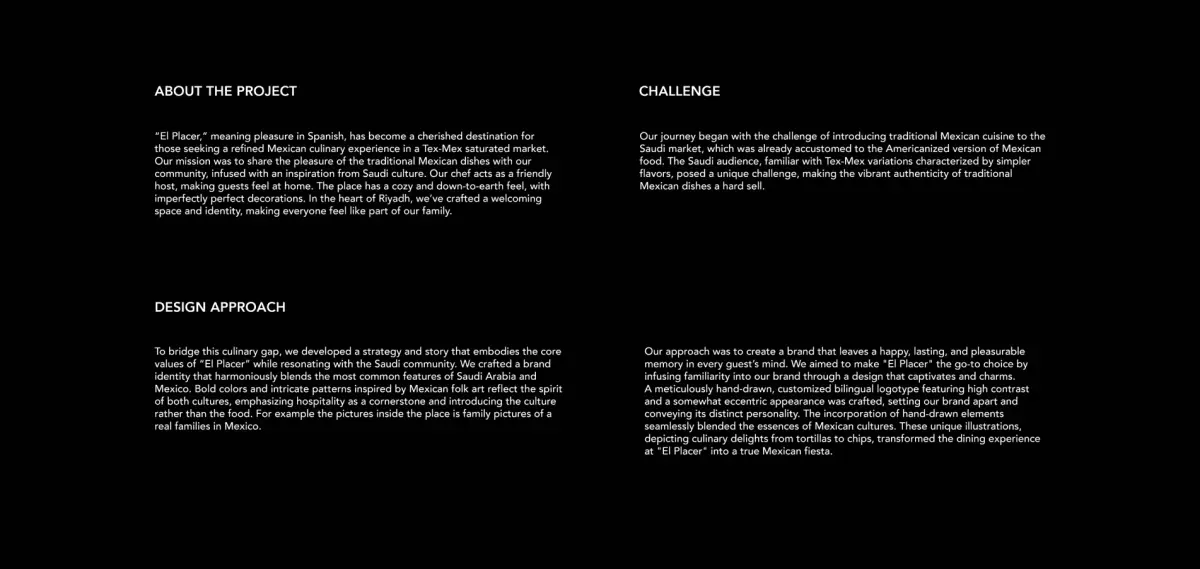 ABOUT THE PROJECT
“El Placer,” meaning pleasure in Spanish, has become a cherished destination for
those seeking a refined Mexican culinary experience in a Tex-Mex saturated market.
Our mission was to share the pleasure of the traditional Mexican dishes with our
community, infused with an inspiration from Saudi culture. Our chef acts as a friendly
host, making guests feel at home. The place has a cozy and down-to-earth feel, with
imperfectly perfect decorations. In the heart of Riyadh, we’ve crafted a welcoming
space and identity, making everyone feel like part of our family.
CHALLENGE
Our journey began with the challenge of introducing traditional Mexican cuisine to the
Saudi market, which was already accustomed to the Americanized version of Mexican
food. The Saudi audience, familiar with Tex-Mex variations characterized by simpler
flavors, posed a unique challenge, making the vibrant authenticity of traditional
Mexican dishes a hard sell.
DESIGN APPROACH
To bridge this culinary gap, we developed a strategy and story that embodies the core
values of “El Placer” while resonating with the Saudi community. We crafted a brand
identity that harmoniously blends the most common features of Saudi Arabia and
Mexico. Bold colors and intricate patterns inspired by Mexican folk art reflect the spirit
of both cultures, emphasizing hospitality as a cornerstone and introducing the culture
rather than the food. For example the pictures inside the place is family pictures of a
real families in Mexico.
Our approach was to create a brand that leaves a happy, lasting, and pleasurable
memory in every guest’s mind. We aimed to make "El Placer" the go-to choice by
infusing familiarity into our brand through a design that captivates and charms.
A meticulously hand-drawn, customized bilingual logotype featuring high contrast
and a somewhat eccentric appearance was crafted, setting our brand apart and
conveying its distinct personality. The incorporation of hand-drawn elements
seamlessly blended the essences of Mexican cultures. These unique illustrations,
depicting culinary delights from tortillas to chips, transformed the dining experience
at "El Placer" into a true Mexican fiesta.